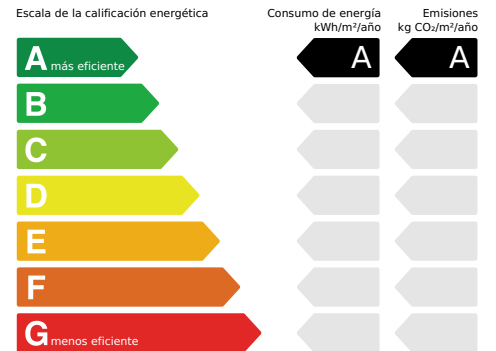 Escala de la calificación energética
Consumo de energía
kWh/m²/año
Emisiones
kg CO₂/m²/año
A más eficiente
A
A
B
C
D
E
F
G menos eficiente